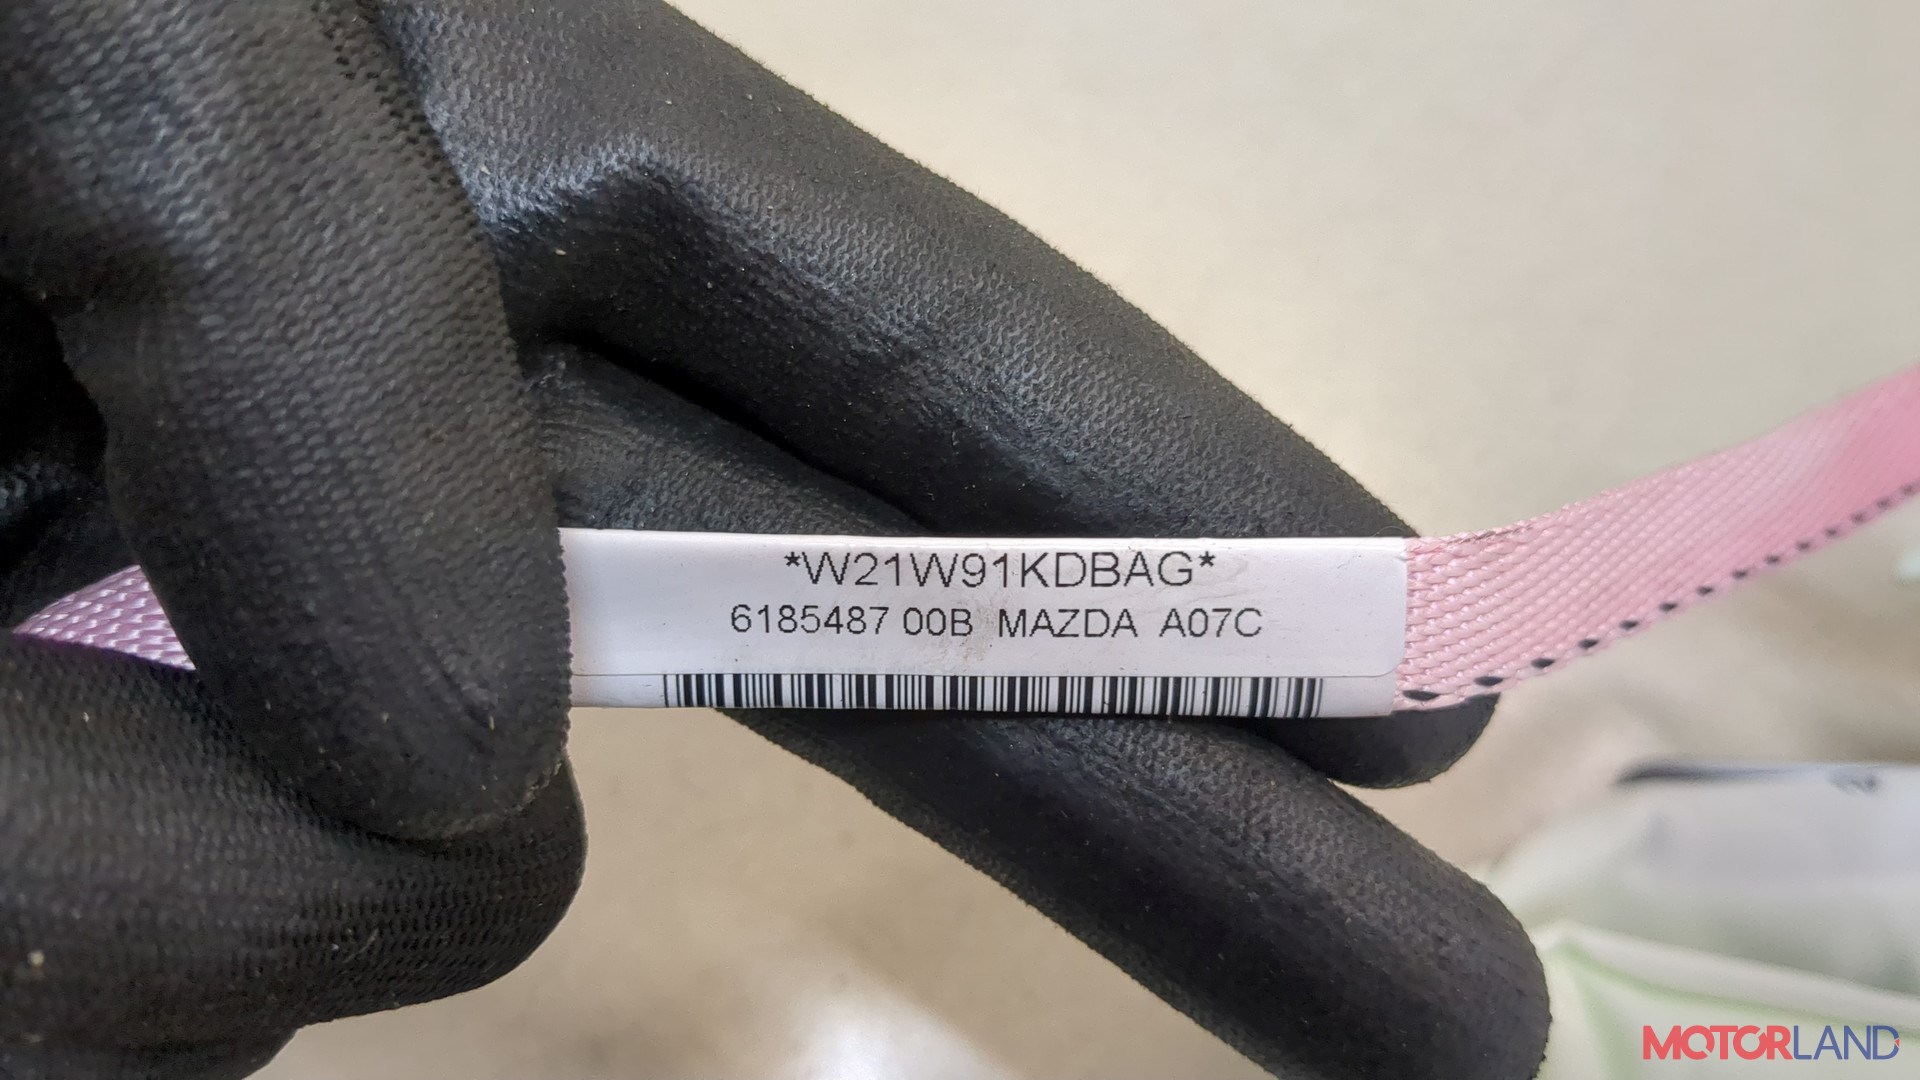 *W21W91KDBAG*
6185487 00B MAZDA A07C
MOTORLAND